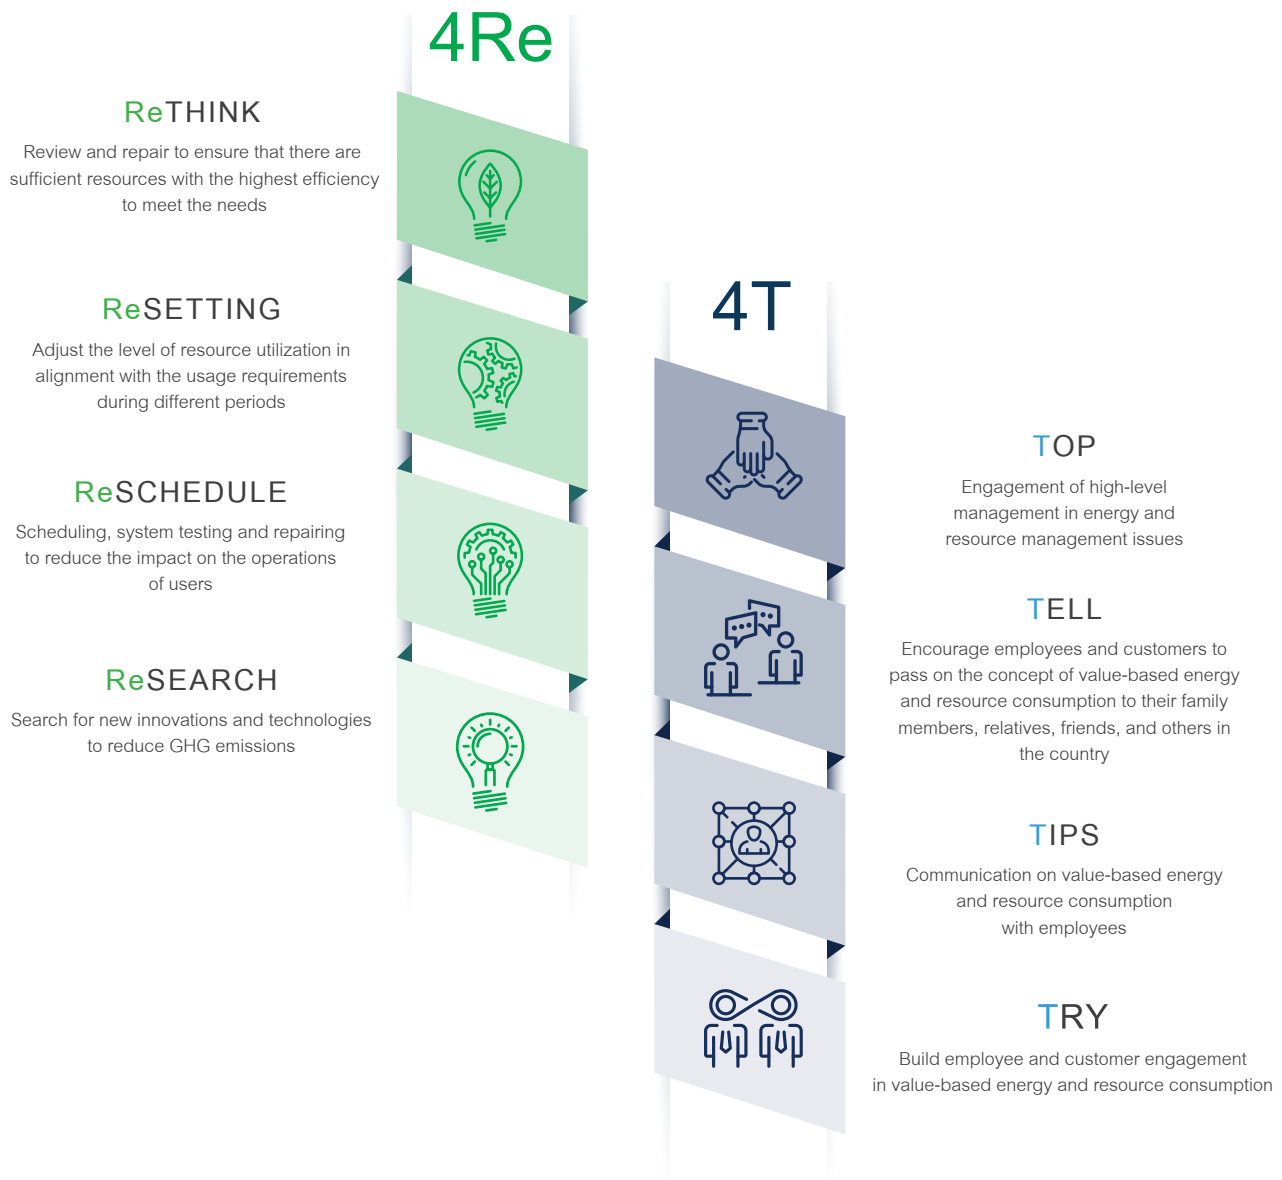 4Re
ReTHINK
Review and repair to ensure that there are
sufficient resources with the highest efficiency
to meet the needs
ReSETTING
Adjust the level of resource utilization in
alignment with the usage requirements
during different periods
ReSCHEDULE
Scheduling, system testing and repairing
to reduce the impact on the operations
of users
ReSEARCH
Search for new innovations and technologies
to reduce GHG emissions
4T
TOP
Engagement of high-level
management in energy and
resource management issues
TELL
Encourage employees and customers to
pass on the concept of value-based energy
and resource consumption to their family
members, relatives, friends, and others in
the country
TIPS
Communication on value-based energy
and resource consumption
with employees
TRY
Build employee and customer engagement
in value-based energy and resource consumption